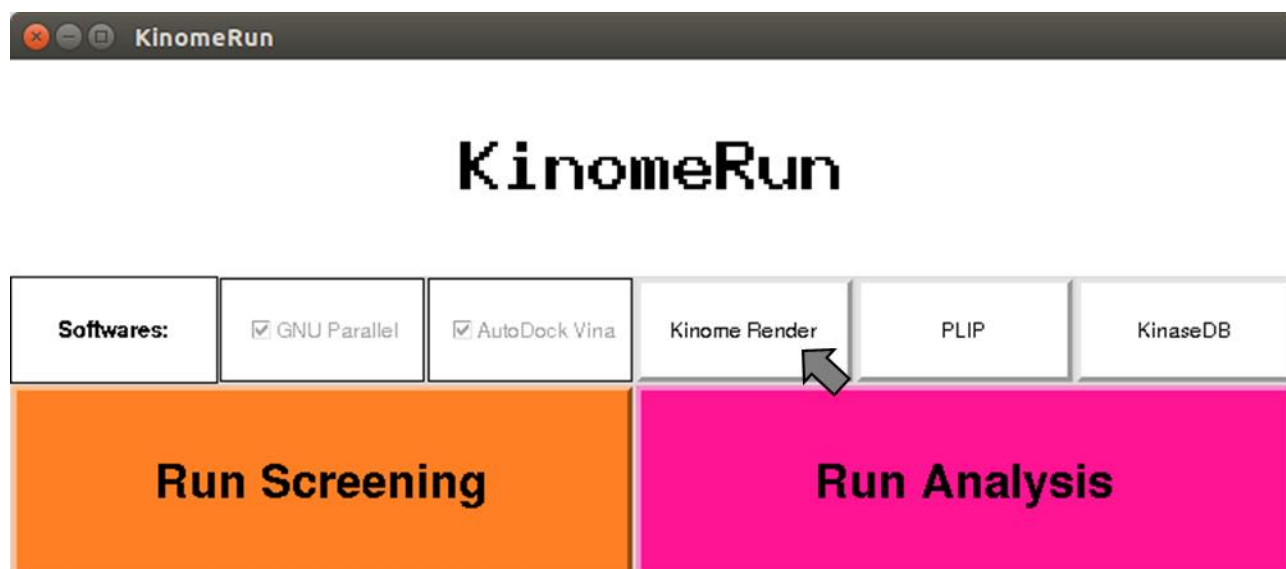 KinomeRun
KinomeRun
Softwares: GNU Parallel AutoDock Vina Kinome Render PLIP KinaseDB
Run Screening Run Analysis